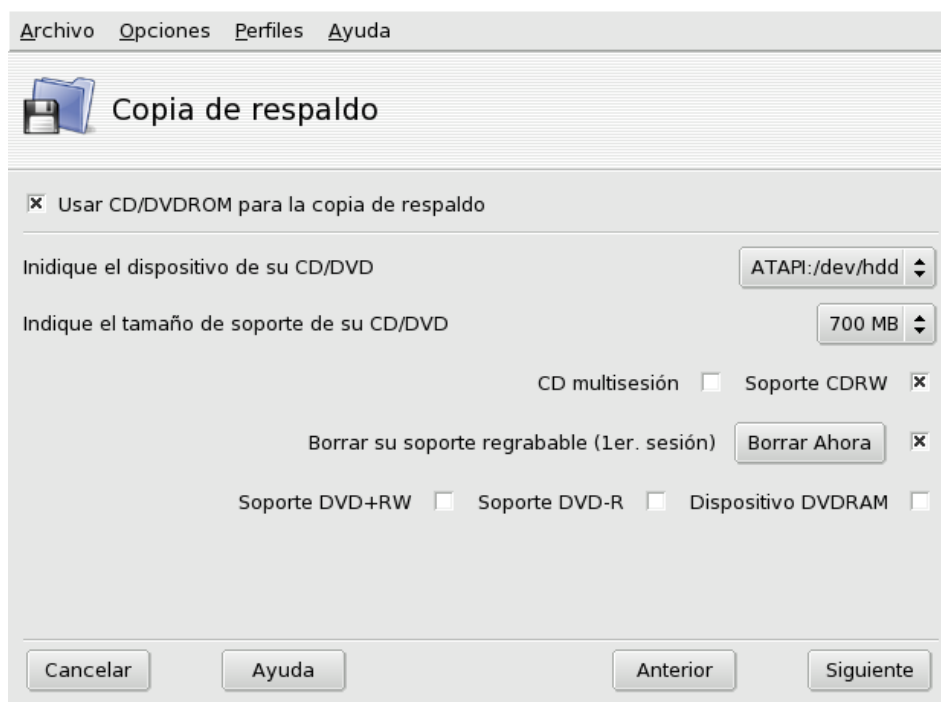 Archivo Opciones Perfiles Ayuda
Copia de respaldo
Usar CD/DVDROM para la copia de respaldo
Inidique el dispositivo de su CD/DVD ATAPI:/dev/hdd
Indique el tamaño de soporte de su CD/DVD 700 MB
CD multisesión Soporte CDRW
Borrar su soporte regrabable (1er. sesión) Borrar Ahora
Soporte DVD+RW Soporte DVD-R Dispositivo DVDRAM
Cancelar Ayuda Anterior Siguiente